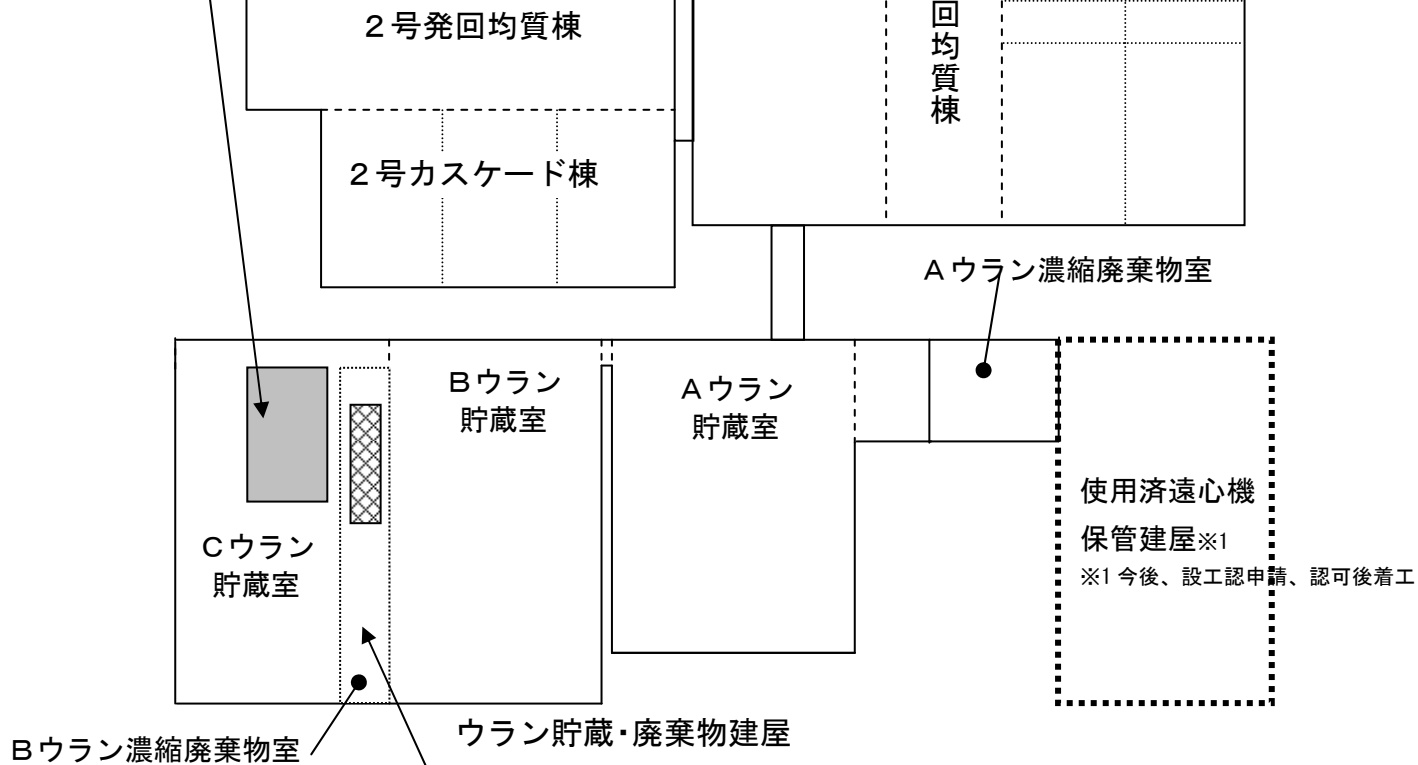 ２号発回均質棟
回均質棟
２号カスケード棟
Ａウラン濃縮廃棄物室
Ｂウラン
貯蔵室
Ａウラン
貯蔵室
使用済遠心機
保管建屋※1
※1 今後、設工認申請、認可後着工
Ｃウラン
貯蔵室
ウラン貯蔵・廃棄物建屋
Ｂウラン濃縮廃棄物室